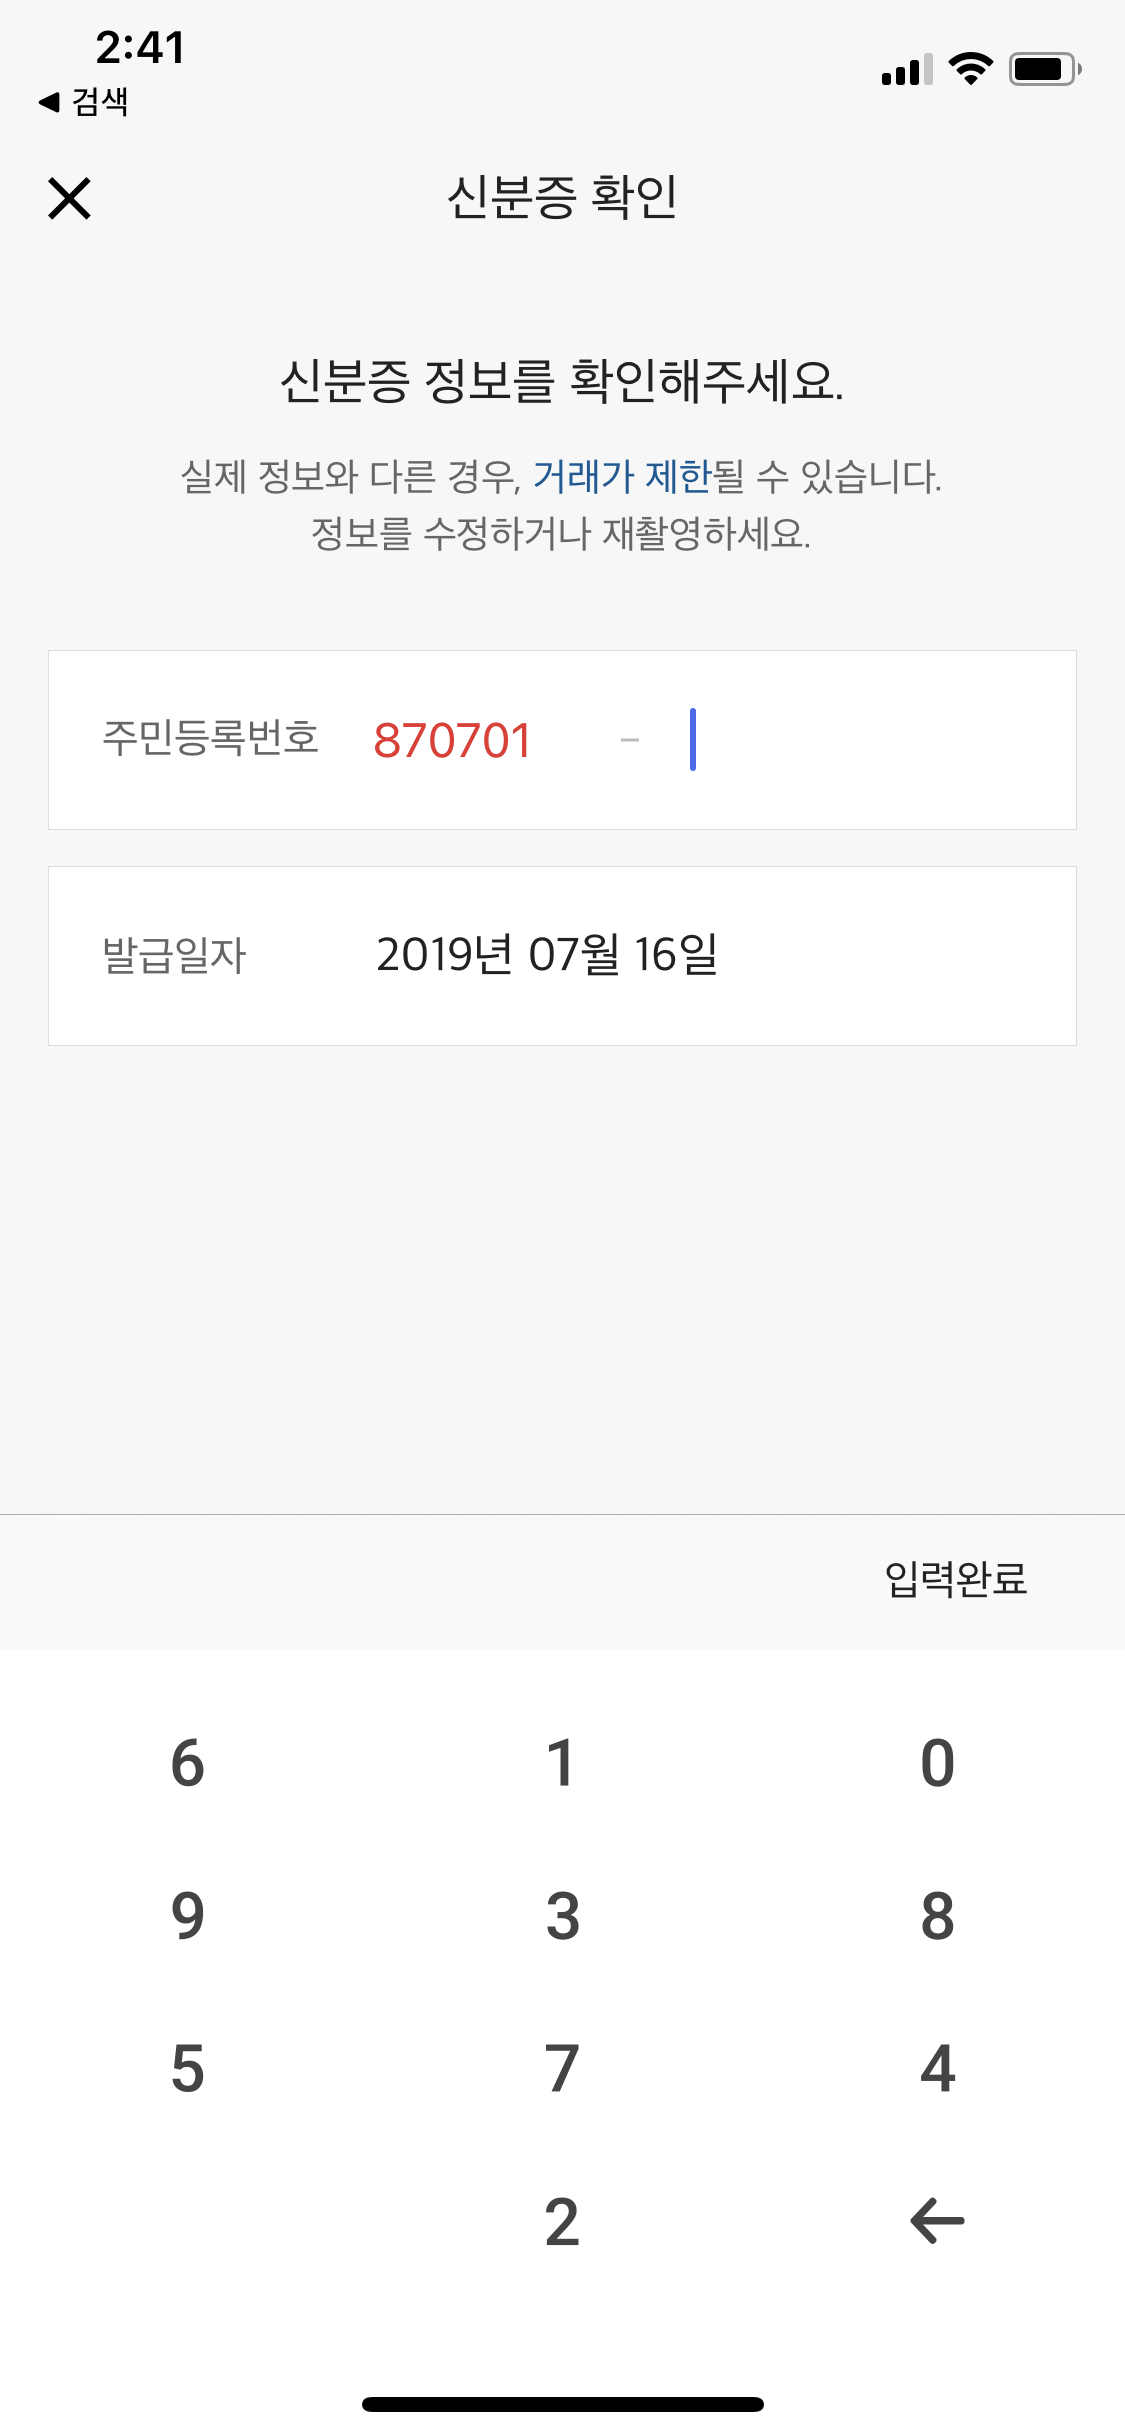 2:41
◀ 검색
신분증 확인
신분증 정보를 확인해주세요.
실제 정보와 다른 경우, 거래가 제한될 수 있습니다.
정보를 수정하거나 재촬영하세요.
주민등록번호 870701 -
발급일자 2019년 07월 16일
입력완료
6 1 0
9 3 8
5 7 4
2